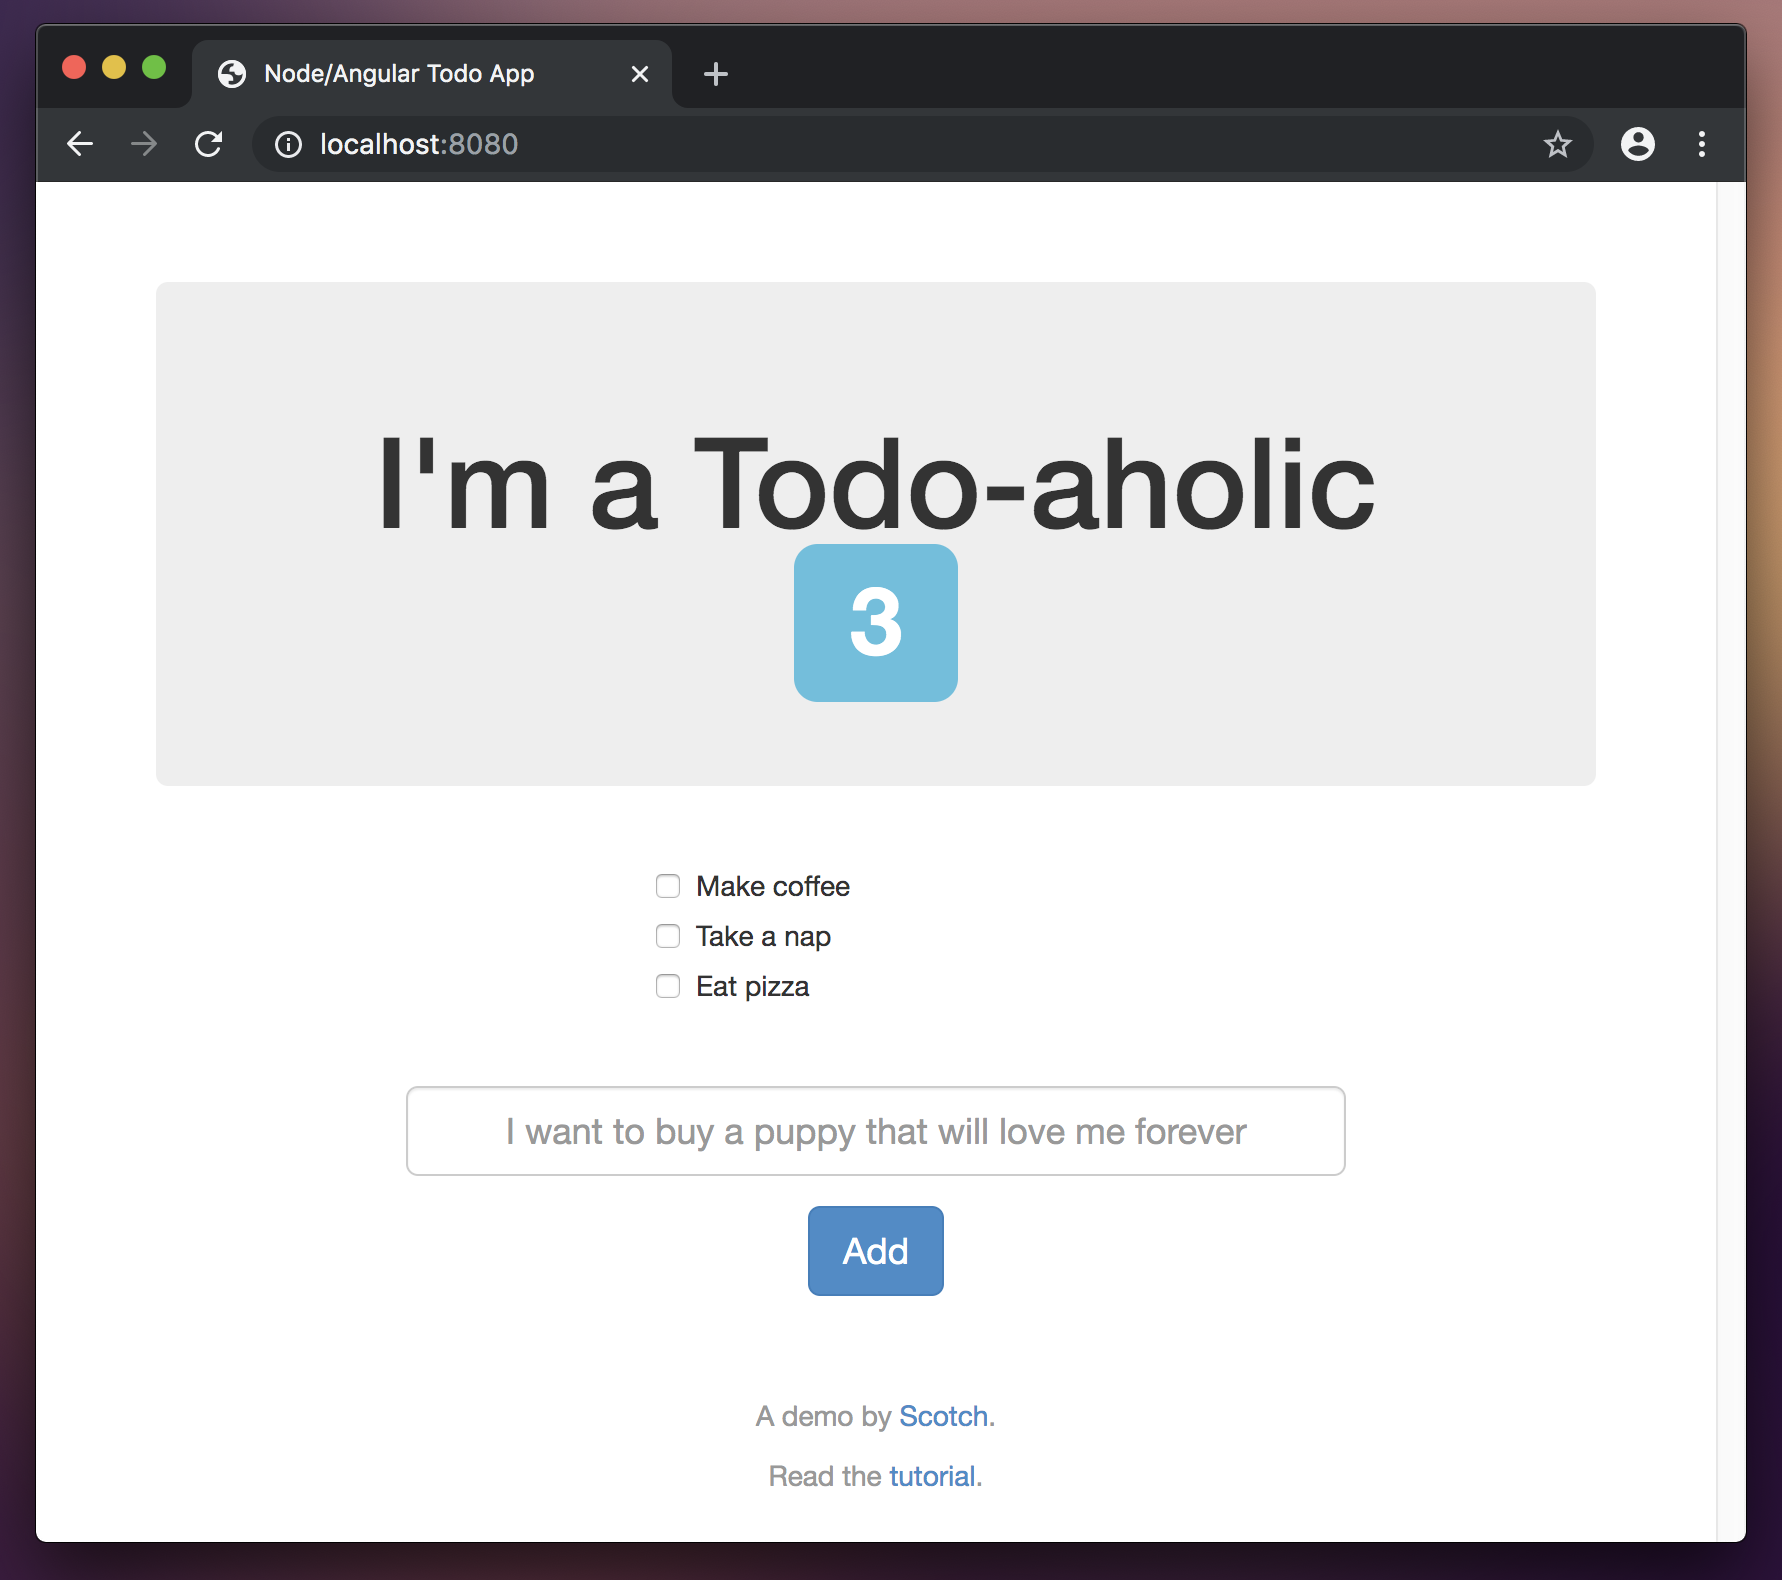 Node/Angular Todo App
localhost:8080
I'm a Todo-aholic
3
Make coffee
Take a nap
Eat pizza
I want to buy a puppy that will love me forever
Add
A demo by Scotch.
Read the tutorial.